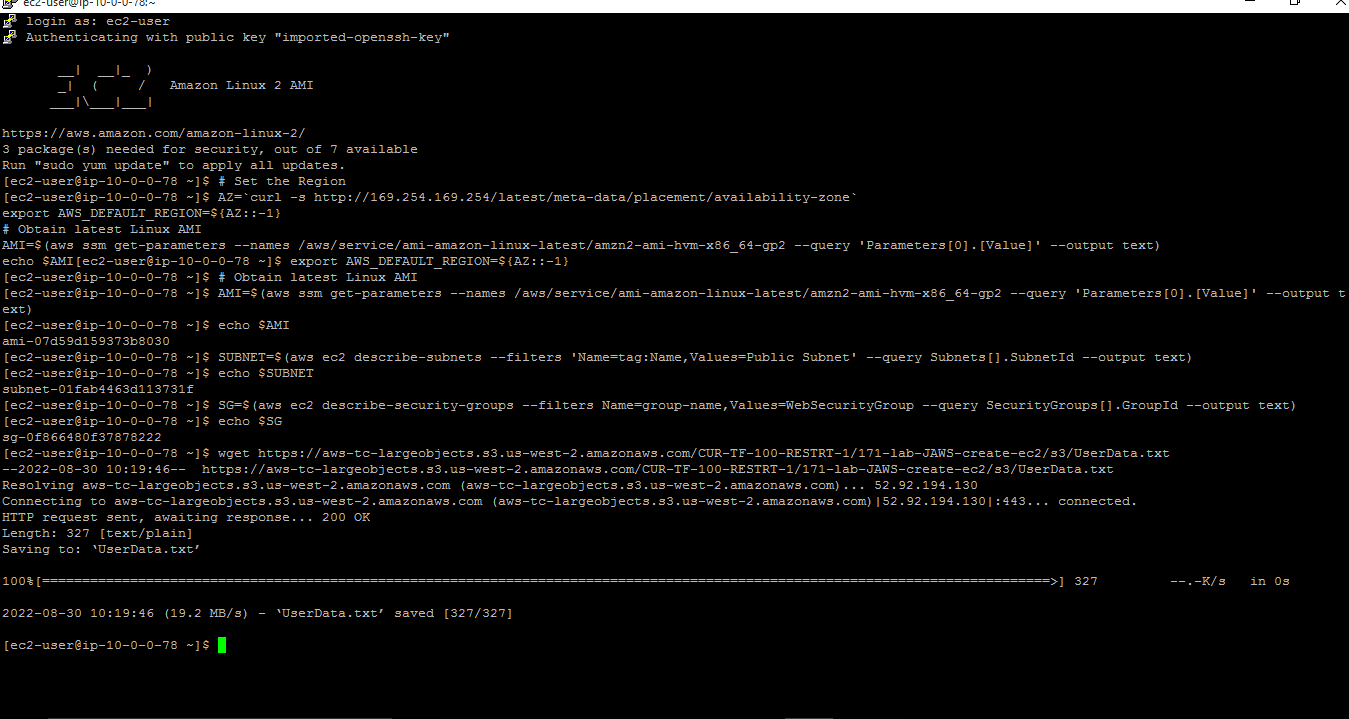 ec2-user@ip-10-0-0-78:~
login as: ec2-user
Authenticating with public key "imported-openssh-key"
       __|  __|_  )
       _|  (     /   Amazon Linux 2 AMI
      ___|\___|___|
https://aws.amazon.com/amazon-linux-2/
3 package(s) needed for security, out of 7 available
Run "sudo yum update" to apply all updates.
[ec2-user@ip-10-0-0-78 ~]$ # Set the Region
[ec2-user@ip-10-0-0-78 ~]$ AZ=`curl -s http://169.254.169.254/latest/meta-data/placement/availability-zone`
export AWS_DEFAULT_REGION=${AZ::-1}
# Obtain latest Linux AMI
AMI=$(aws ssm get-parameters --names /aws/service/ami-amazon-linux-latest/amzn2-ami-hvm-x86_64-gp2 --query 'Parameters[0].[Value]' --output text)
echo $AMI[ec2-user@ip-10-0-0-78 ~]$ export AWS_DEFAULT_REGION=${AZ::-1}
[ec2-user@ip-10-0-0-78 ~]$ # Obtain latest Linux AMI
[ec2-user@ip-10-0-0-78 ~]$ AMI=$(aws ssm get-parameters --names /aws/service/ami-amazon-linux-latest/amzn2-ami-hvm-x86_64-gp2 --query 'Parameters[0].[Value]' --output t
ext)
[ec2-user@ip-10-0-0-78 ~]$ echo $AMI
ami-07d59d159373b8030
[ec2-user@ip-10-0-0-78 ~]$ SUBNET=$(aws ec2 describe-subnets --filters 'Name=tag:Name,Values=Public Subnet' --query Subnets[].SubnetId --output text)
[ec2-user@ip-10-0-0-78 ~]$ echo $SUBNET
subnet-01fab4463d113731f
[ec2-user@ip-10-0-0-78 ~]$ SG=$(aws ec2 describe-security-groups --filters Name=group-name,Values=WebSecurityGroup --query SecurityGroups[].GroupId --output text)
[ec2-user@ip-10-0-0-78 ~]$ echo $SG
sg-0f866480f37878222
[ec2-user@ip-10-0-0-78 ~]$ wget https://aws-tc-largeobjects.s3.us-west-2.amazonaws.com/CUR-TF-100-RESTRT-1/171-lab-JAWS-create-ec2/s3/UserData.txt
--2022-08-30 10:19:46--  https://aws-tc-largeobjects.s3.us-west-2.amazonaws.com/CUR-TF-100-RESTRT-1/171-lab-JAWS-create-ec2/s3/UserData.txt
Resolving aws-tc-largeobjects.s3.us-west-2.amazonaws.com (aws-tc-largeobjects.s3.us-west-2.amazonaws.com)... 52.92.194.130
Connecting to aws-tc-largeobjects.s3.us-west-2.amazonaws.com (aws-tc-largeobjects.s3.us-west-2.amazonaws.com)|52.92.194.130|:443... connected.
HTTP request sent, awaiting response... 200 OK
Length: 327 [text/plain]
Saving to: ‘UserData.txt’
100%[==============================================================================================================================>] 327         --.-K/s   in 0s
2022-08-30 10:19:46 (19.2 MB/s) - ‘UserData.txt’ saved [327/327]
[ec2-user@ip-10-0-0-78 ~]$